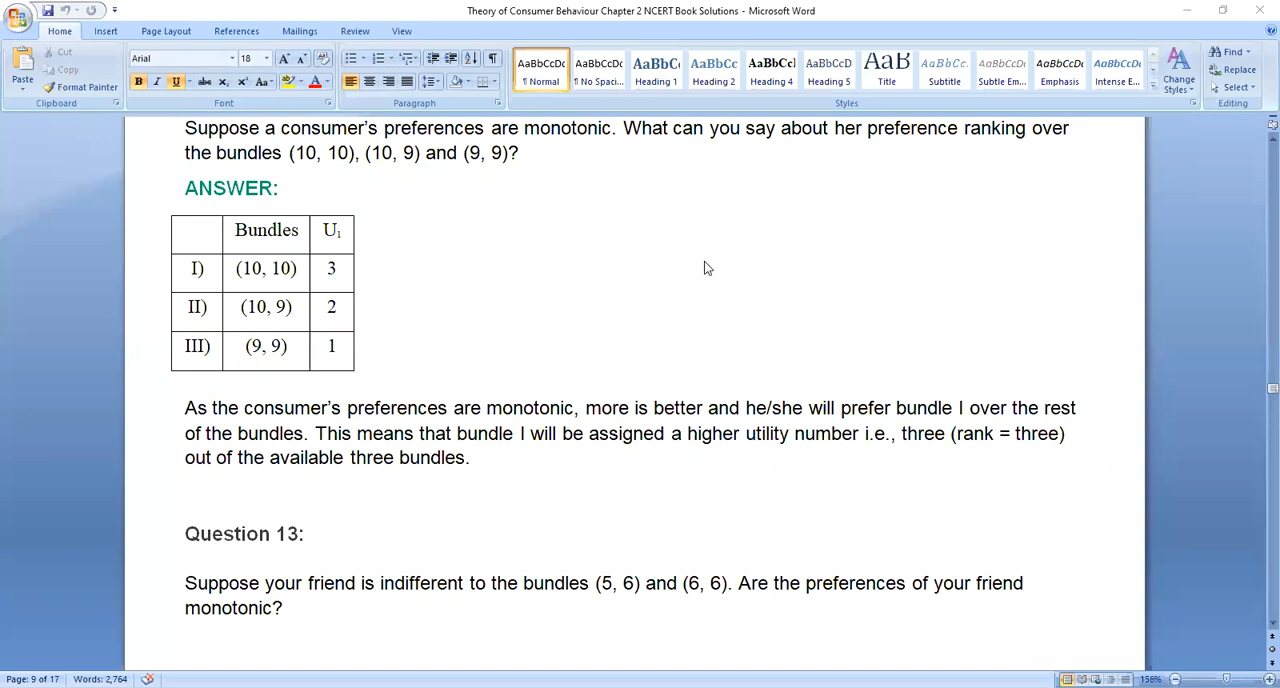 Theory of Consumer Behaviour Chapter 2 NCERT Book Solutions - Microsoft Word
Home Insert Page Layout References Mailings Review View
Paste
Cut
Copy
Format Painter
Clipboard
Arial 18
Font
Paragraph
AaBbCcDc ¶ Normal
AaBbCcDc ¶ No Spaci...
AaBbC Heading 1
AaBbCc Heading 2
AaBbCcl Heading 4
AaBbCcD Heading 5
AaB Title
AaBbCc. Subtitle
AaBbCcDc Subtle Em...
AaBbCcDc Emphasis
AaBbCcDc Intense E...
Change Styles
Styles
Find
Replace
Select
Editing
Suppose a consumer’s preferences are monotonic. What can you say about her preference ranking over
the bundles (10, 10), (10, 9) and (9, 9)?
ANSWER:
Bundles U1
I) (10, 10) 3
II) (10, 9) 2
III) (9, 9) 1
As the consumer’s preferences are monotonic, more is better and he/she will prefer bundle I over the rest
of the bundles. This means that bundle I will be assigned a higher utility number i.e., three (rank = three)
out of the available three bundles.
Question 13:
Suppose your friend is indifferent to the bundles (5, 6) and (6, 6). Are the preferences of your friend
monotonic?
Page: 9 of 17 Words: 2,764 156%